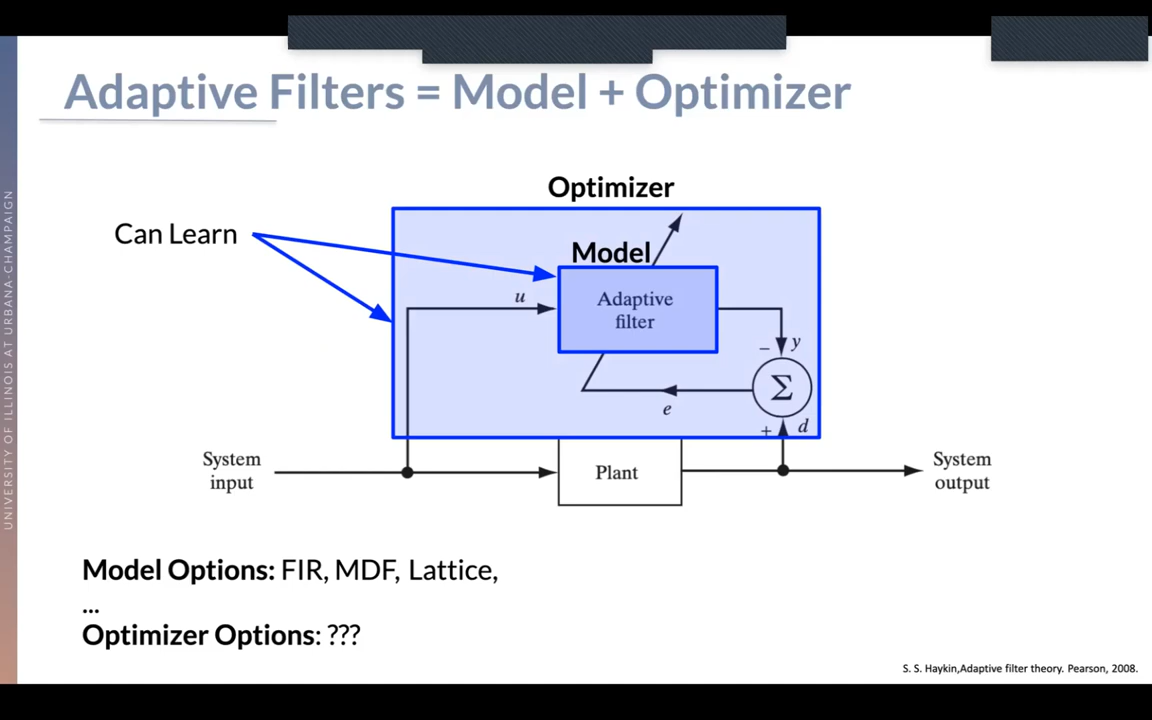 Adaptive Filters = Model + Optimizer
Optimizer
Can Learn
Model
u
Adaptive
filter
− y
Σ
e
+ d
System
input
Plant
System
output
Model Options: FIR, MDF, Lattice,
...
Optimizer Options: ???
S. S. Haykin,Adaptive filter theory. Pearson, 2008.
UNIVERSITY OF ILLINOIS AT URBANA-CHAMPAIGN